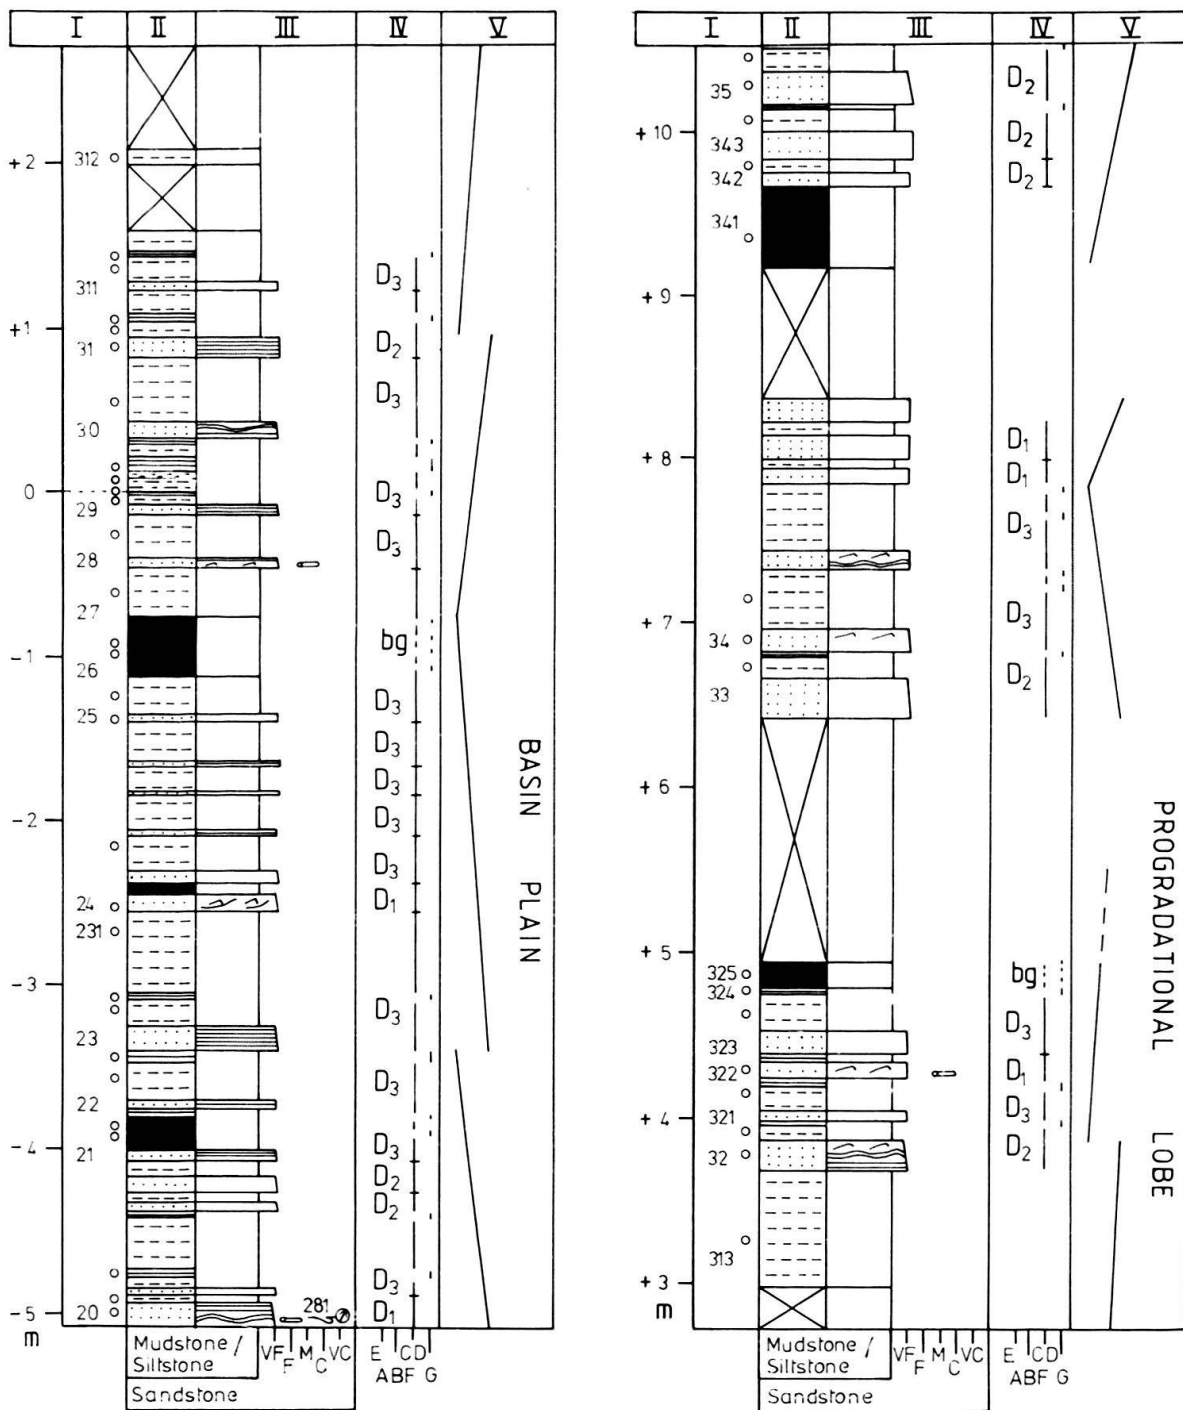 I II III IV V
+2
312
311
D₃
+1
31
D₂
D₃
30
0
29
D₃
28
D₃
27
-1
26
bg
25
D₃
D₃
D₃
-2
D₃
D₃
24
D₁
231
-3
23
D₃
22
D₃
-4
21
D₃
D₂
D₂
D₃
-5
20
281
D₁
m
BASIN PLAIN
Mudstone /
Siltstone
Sandstone
VF F M C VC
E CD
ABF G
I II III IV V
35
D₂
+10
343
D₂
342
D₂
341
+9
+8
D₁
D₁
D₃
+7
34
D₃
33
D₂
+6
+5
325
bg
324
323
D₃
322
D₁
+4
321
D₃
32
D₂
313
+3
m
PROGRADATIONAL LOBE
Mudstone /
Siltstone
Sandstone
VF F M C VC
E CD
ABF G